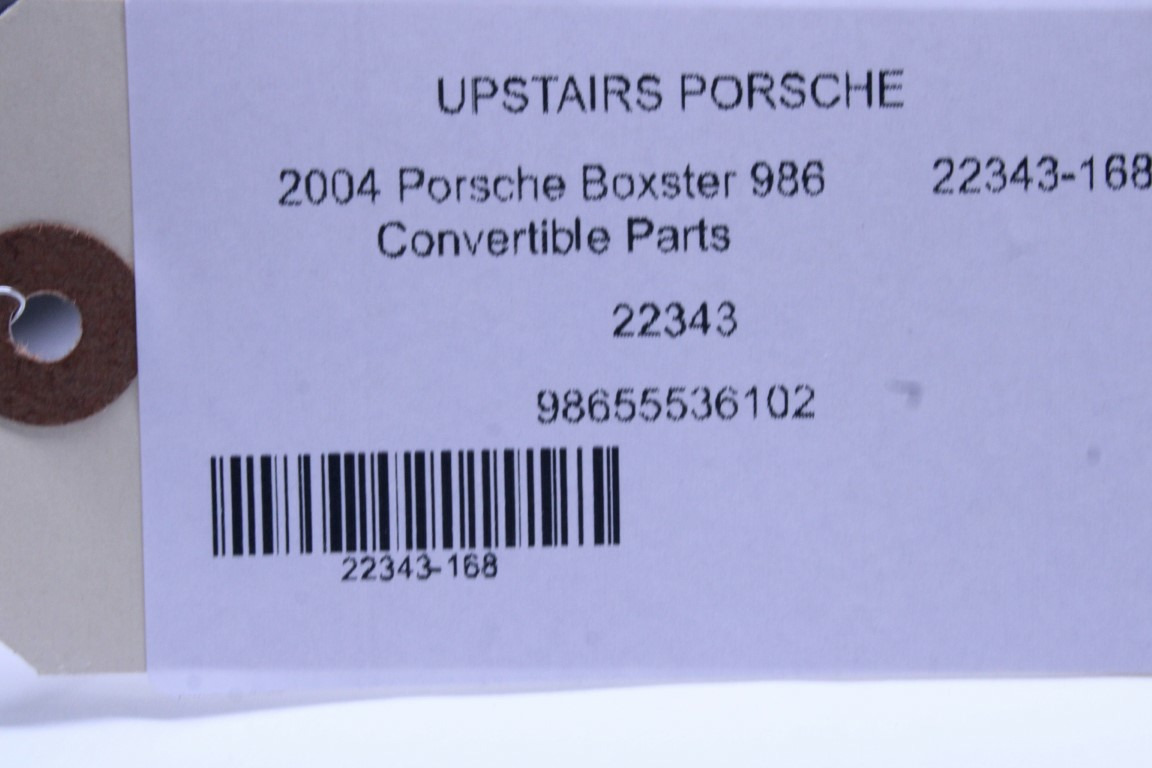 UPSTAIRS PORSCHE
2004 Porsche Boxster 986 22343-168
Convertible Parts
22343
98655536102
22343-168